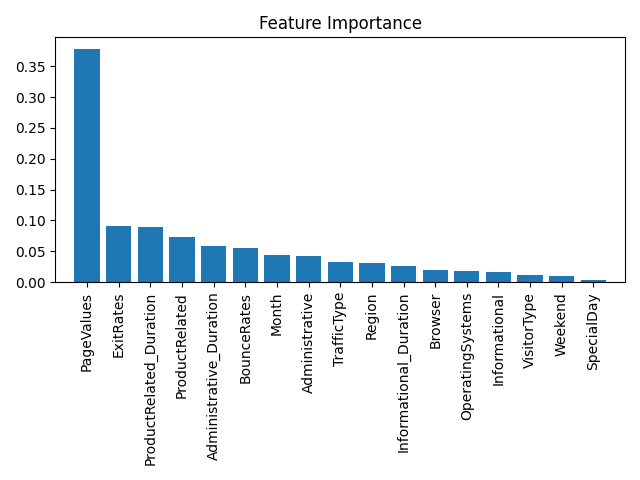 Feature Importance
0.35
0.30
0.25
0.20
0.15
0.10
0.05
0.00
PageValues
ExitRates
ProductRelated_Duration
ProductRelated
Administrative_Duration
BounceRates
Month
Administrative
TrafficType
Region
Informational_Duration
Browser
OperatingSystems
Informational
VisitorType
Weekend
SpecialDay